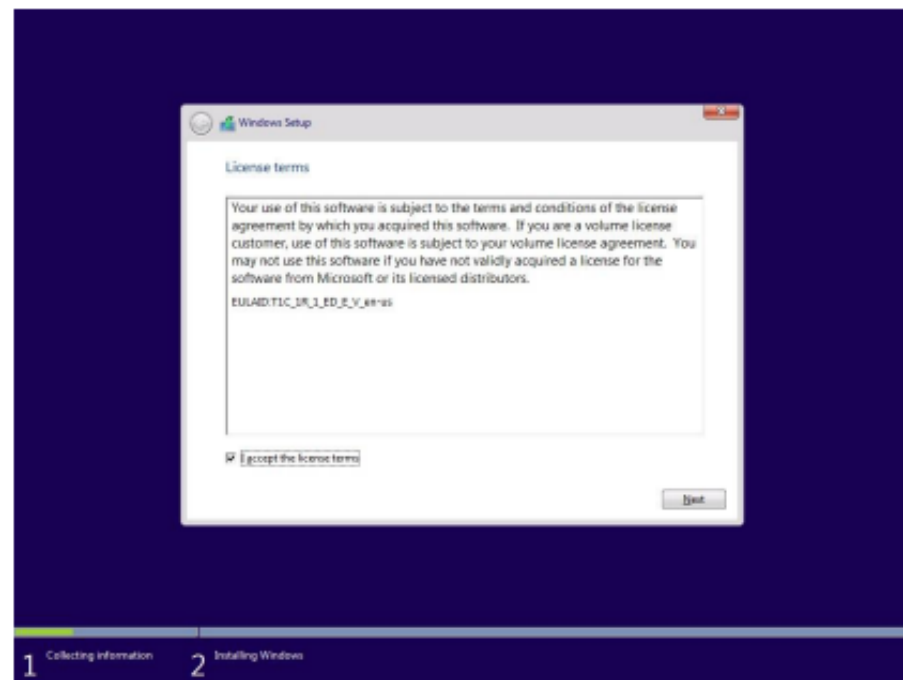 Windows Setup
License terms
Your use of this software is subject to the terms and conditions of the license
agreement by which you acquired this software. If you are a volume license
customer, use of this software is subject to your volume license agreement. You
may not use this software if you have not validly acquired a license for the
software from Microsoft or its licensed distributors.
EULAID:T1C_1R_1_ED_E_V_en-us
I accept the license terms
Next
1 Collecting information
2 Installing Windows